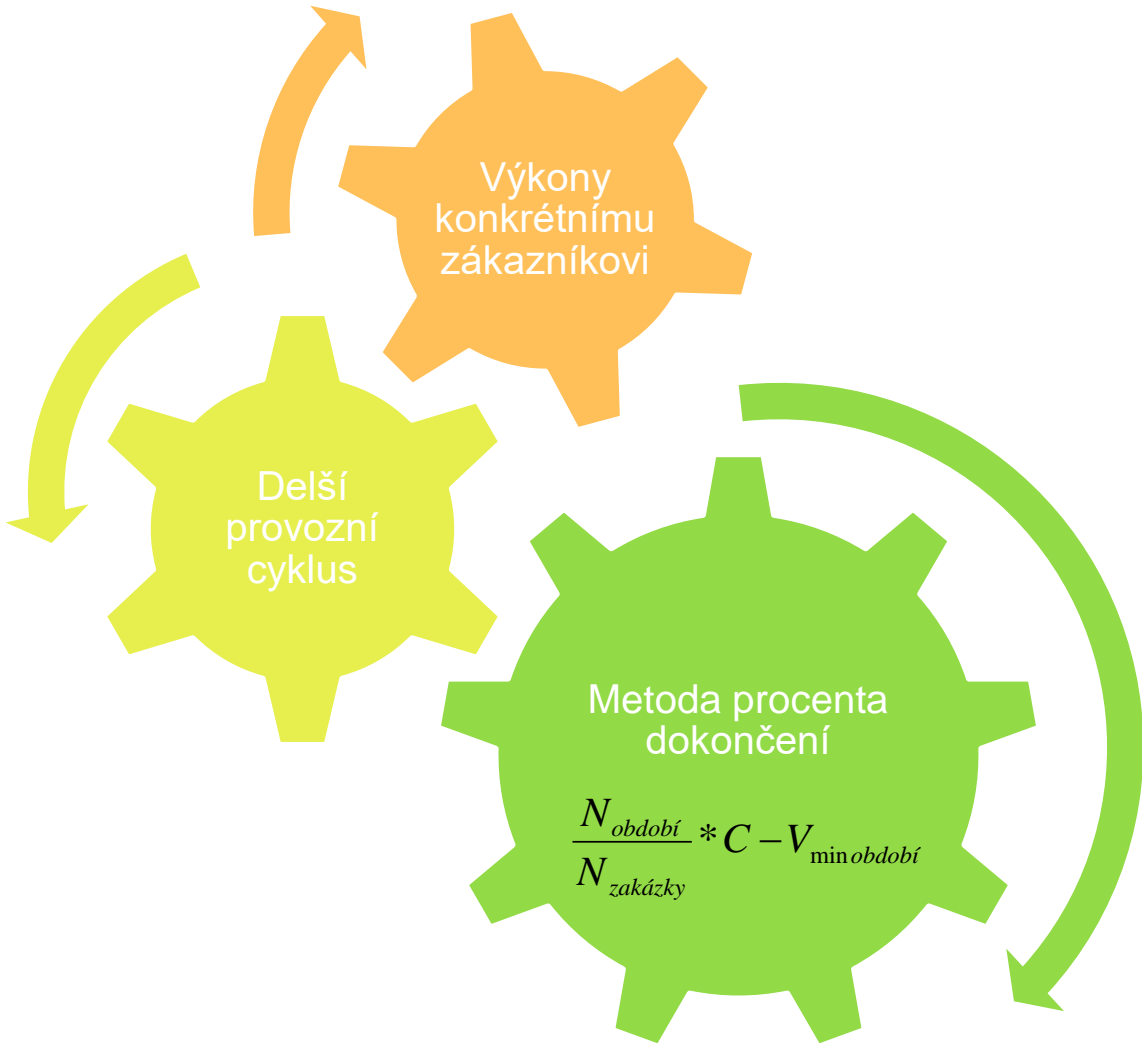 Výkony
konkrétnímu
zákazníkovi
Delší
provozní
cyklus
Metoda procenta
dokončení
N období / N zakázky * C − V min období